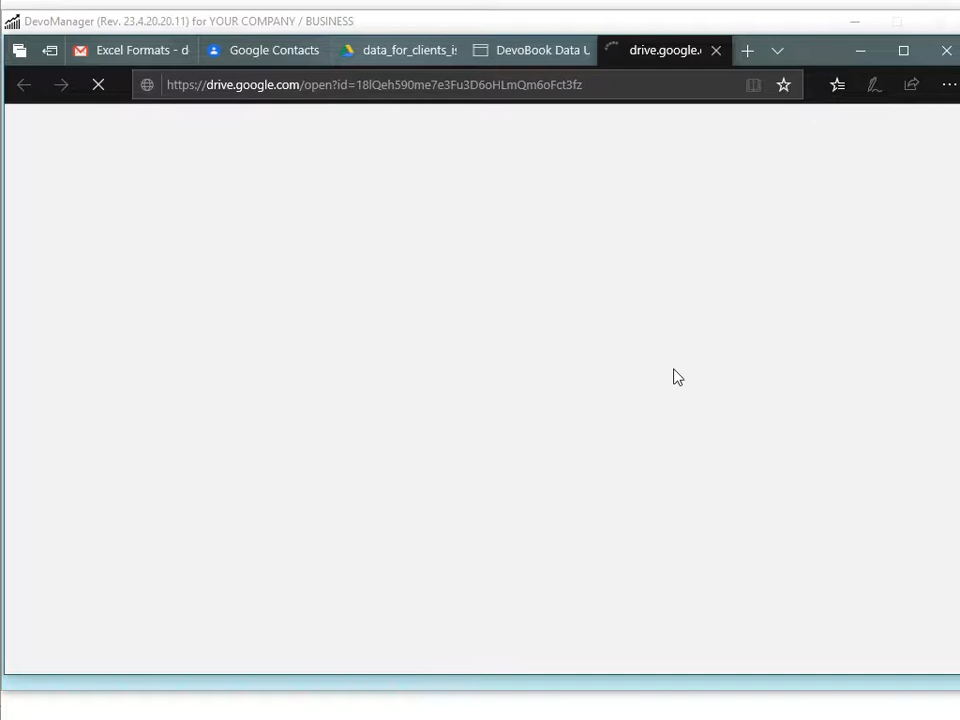 DevoManager (Rev. 23.4.20.20.11) for YOUR COMPANY / BUSINESS
Excel Formats - d
Google Contacts
data_for_clients_is
DevoBook Data U
drive.google.
https://drive.google.com/open?id=18lQeh590me7e3Fu3D6oHLmQm6oFct3fz